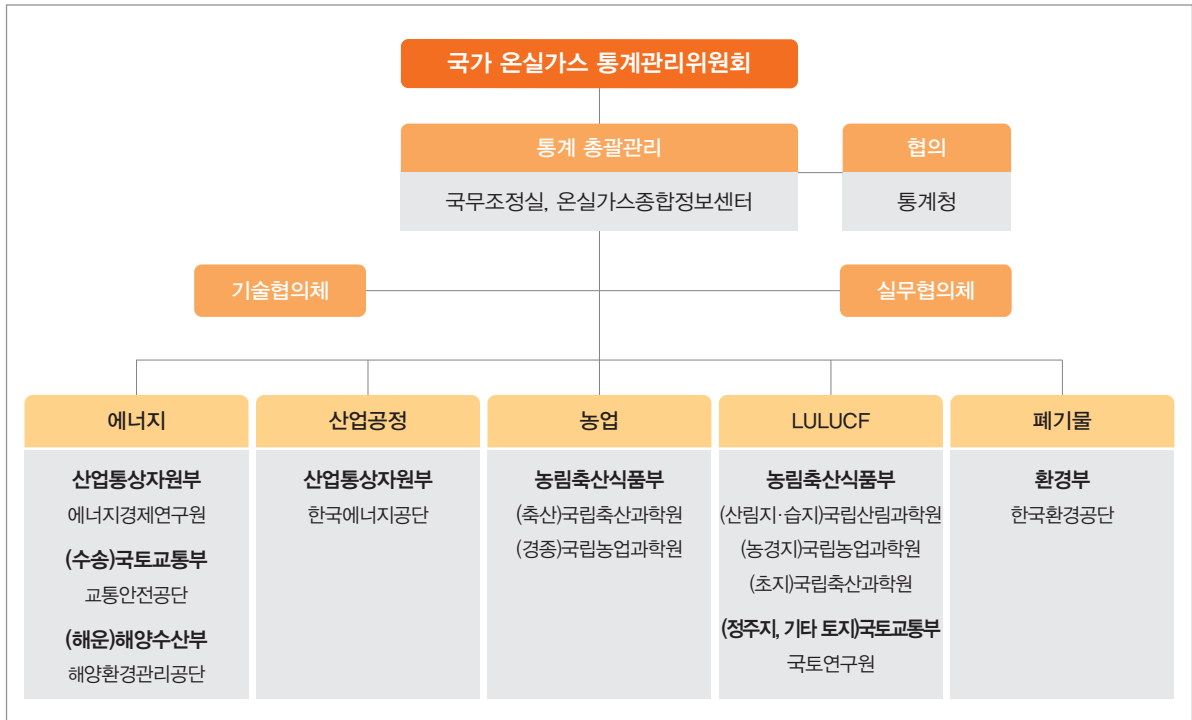 국가 온실가스 통계관리위원회
통계 총괄관리
협의
국무조정실, 온실가스종합정보센터
통계청
기술협의체
실무협의체
에너지
산업통상자원부
에너지경제연구원
(수송)국토교통부
교통안전공단
(해운)해양수산부
해양환경관리공단
산업공정
산업통상자원부
한국에너지공단
농업
농림축산식품부
(축산)국립축산과학원
(경종)국립농업과학원
LULUCF
농림축산식품부
(산림지·습지)국립산림과학원
(농경지)국립농업과학원
(초지)국립축산과학원
(정주지, 기타 토지)국토교통부
국토연구원
폐기물
환경부
한국환경공단